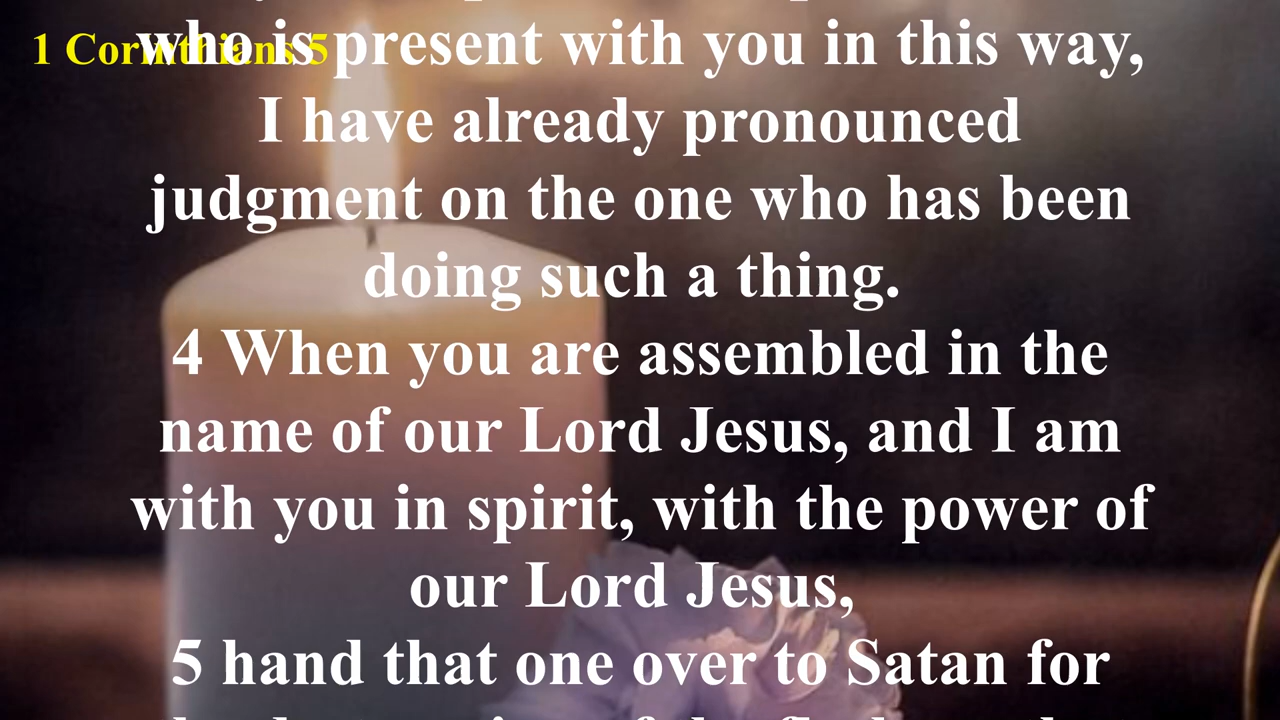 1 Corinthians 5
who is present with you in this way,
I have already pronounced
judgment on the one who has been
doing such a thing.
4 When you are assembled in the
name of our Lord Jesus, and I am
with you in spirit, with the power of
our Lord Jesus,
5 hand that one over to Satan for